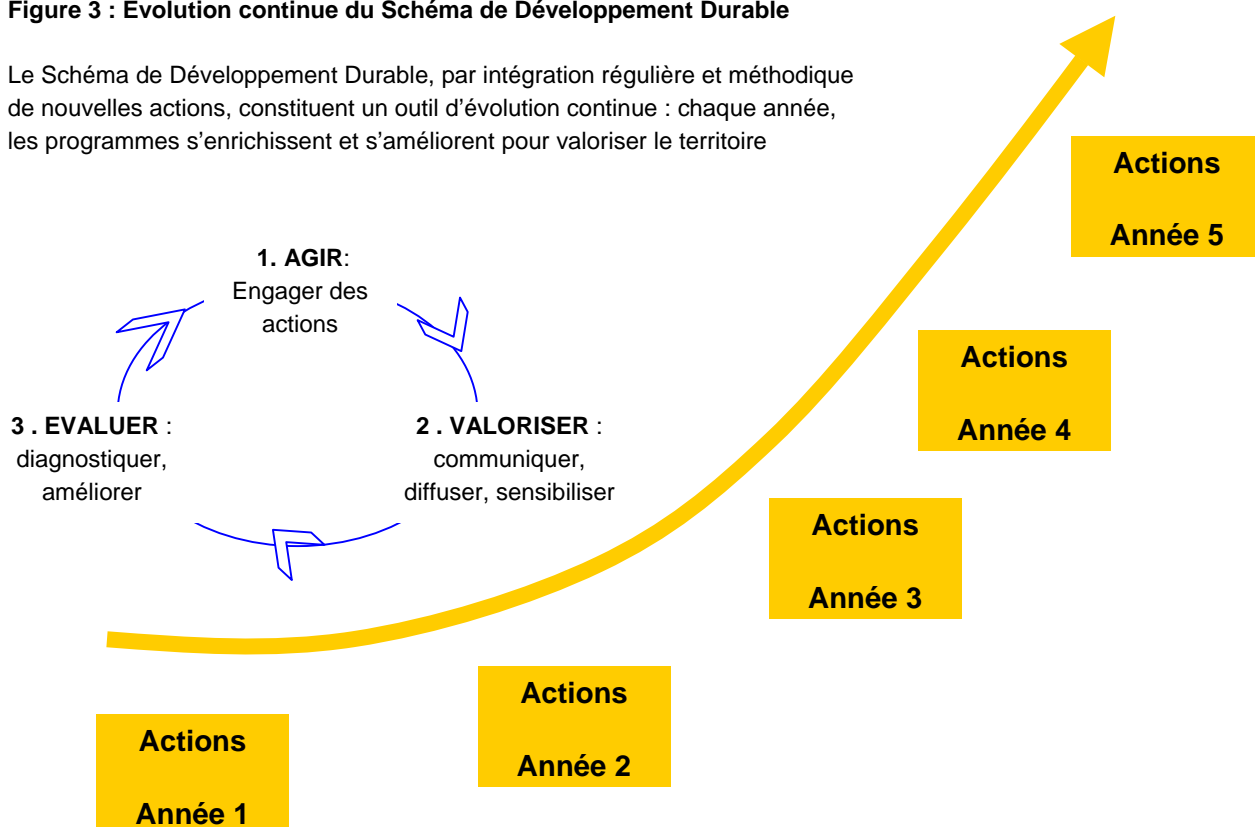 Figure 3 : Evolution continue du Schéma de Développement Durable
Le Schéma de Développement Durable, par intégration régulière et méthodique
de nouvelles actions, constituent un outil d’évolution continue : chaque année,
les programmes s’enrichissent et s’améliorent pour valoriser le territoire
1. AGIR:
Engager des
actions
2 . VALORISER :
communiquer,
diffuser, sensibiliser
3 . EVALUER :
diagnostiquer,
améliorer
Actions
Année 1
Actions
Année 2
Actions
Année 3
Actions
Année 4
Actions
Année 5